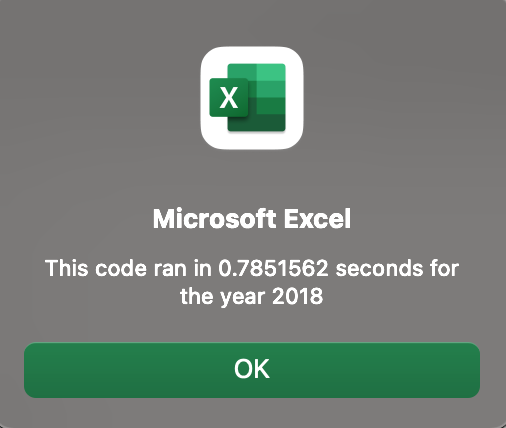 X
Microsoft Excel
This code ran in 0.7851562 seconds for
the year 2018
OK